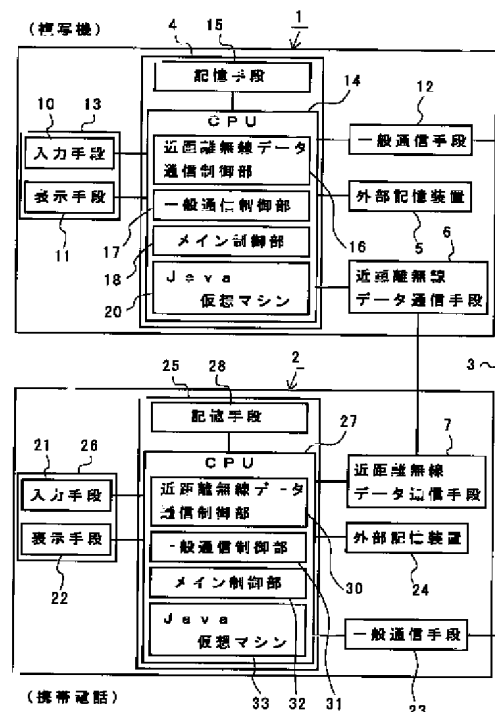 (複写機)
4
15
1
記憶手段
14
10
13
CPU
12
入力手段
近距離無線データ
通信制御部
一般通信手段
表示手段
一般通信制御部
外部記憶装置
11
17
16
5
6
18
メイン制御部
近距離無線
データ通信手段
20
Java
仮想マシン
3
25
28
2
記憶手段
27
21
26
CPU
7
入力手段
近距離無線データ
通信制御部
近距離無線
データ通信手段
表示手段
一般通信制御部
外部記憶装置
22
30
24
メイン制御部
Java
仮想マシン
一般通信手段
(携帯電話)
33
32
31
23